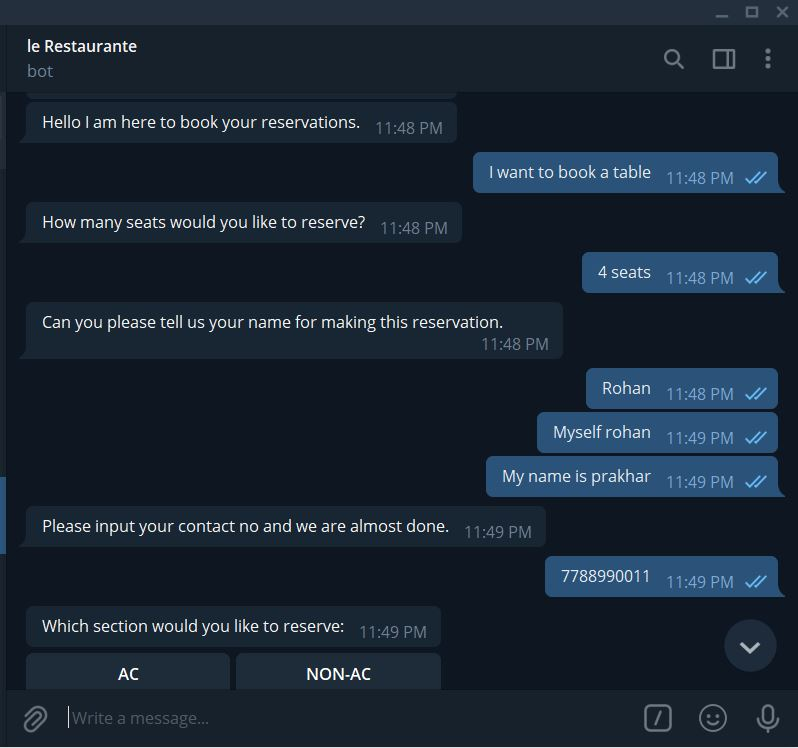 le Restaurante
bot
Hello I am here to book your reservations. 11:48 PM
I want to book a table 11:48 PM
How many seats would you like to reserve? 11:48 PM
4 seats 11:48 PM
Can you please tell us your name for making this reservation.
11:48 PM
Rohan 11:48 PM
Myself rohan 11:49 PM
My name is prakhar 11:49 PM
Please input your contact no and we are almost done. 11:49 PM
7788990011 11:49 PM
Which section would you like to reserve: 11:49 PM
AC NON-AC
Write a message...